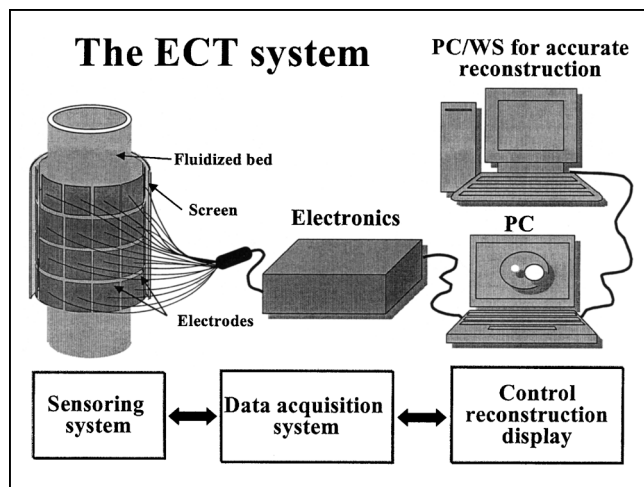 The ECT system
PC/WS for accurate
reconstruction
Fluidized bed
Screen
Electronics
PC
Electrodes
Sensoring
system
Data acquisition
system
Control
reconstruction
display